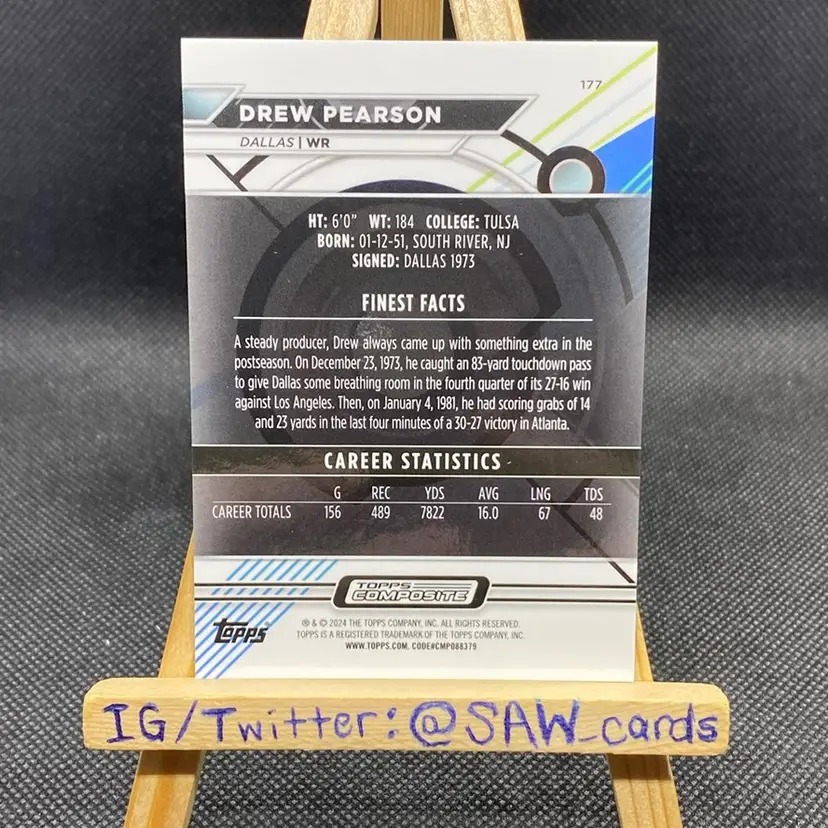 177
DREW PEARSON
DALLAS | WR
HT: 6'0" WT: 184 COLLEGE: TULSA
BORN: 01-12-51, SOUTH RIVER, NJ
SIGNED: DALLAS 1973
FINEST FACTS
A steady producer, Drew always came up with something extra in the
postseason. On December 23, 1973, he caught an 83-yard touchdown pass
to give Dallas some breathing room in the fourth quarter of its 27-16 win
against Los Angeles. Then, on January 4, 1981, he had scoring grabs of 14
and 23 yards in the last four minutes of a 30-27 victory in Atlanta.
CAREER STATISTICS
G REC YDS AVG LNG TDS
CAREER TOTALS 156 489 7822 16.0 67 48
TOPPS
COMPOSITE
Topps
® & © 2024 THE TOPPS COMPANY, INC. ALL RIGHTS RESERVED.
TOPPS IS A REGISTERED TRADEMARK OF THE TOPPS COMPANY, INC.
WWW.TOPPS.COM. CODE#CMP088379
IG/Twitter: @SAW_cards